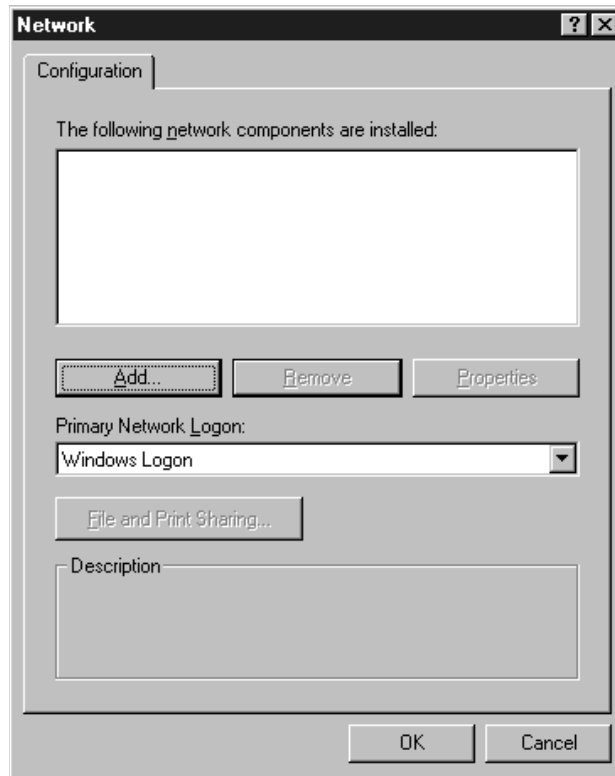 Network
Configuration
The following network components are installed:
Add... Remove Properties
Primary Network Logon:
Windows Logon
File and Print Sharing...
Description
OK Cancel